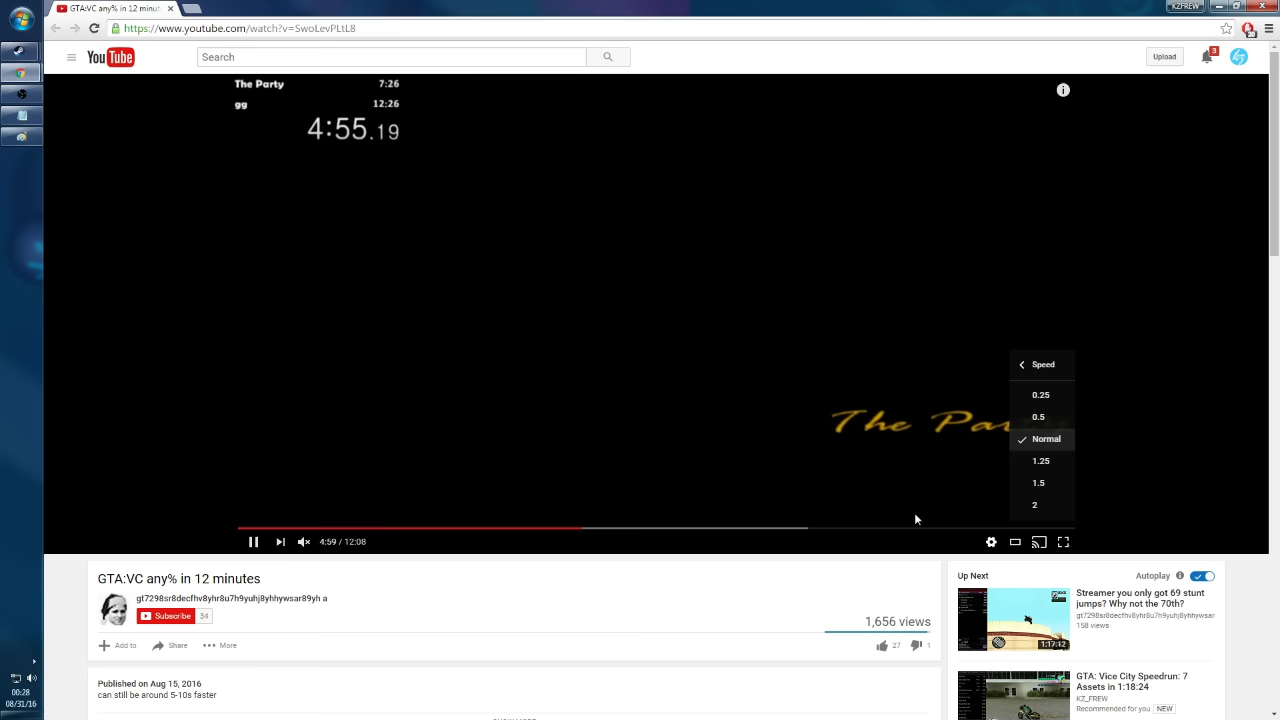 GTA:VC any% in 12 minute
KZFREW
https://www.youtube.com/watch?v=SwoLevPLtL8
YouTube
Search
Upload
3
The Party 7:26
gg 12:26
4:55.19
Speed
0.25
0.5
Normal
1.25
1.5
2
The Par
4:59 / 12:08
GTA:VC any% in 12 minutes
gt7298sr8decfhv8yhr8u7h9yuhj8yhhywsar89yh a
Subscribe 34
1,656 views
Add to Share More
27 1
Published on Aug 15, 2016
can still be around 5-10s faster
Up Next Autoplay
Streamer you only got 69 stunt
jumps? Why not the 70th?
gt7298sr8decfhv8yhr8u7h9yuhj8yhhywsar
158 views
1:17:12
GTA: Vice City Speedrun: 7
Assets in 1:18:24
KZ_FREW
Recommended for you NEW
00:28
08/31/16